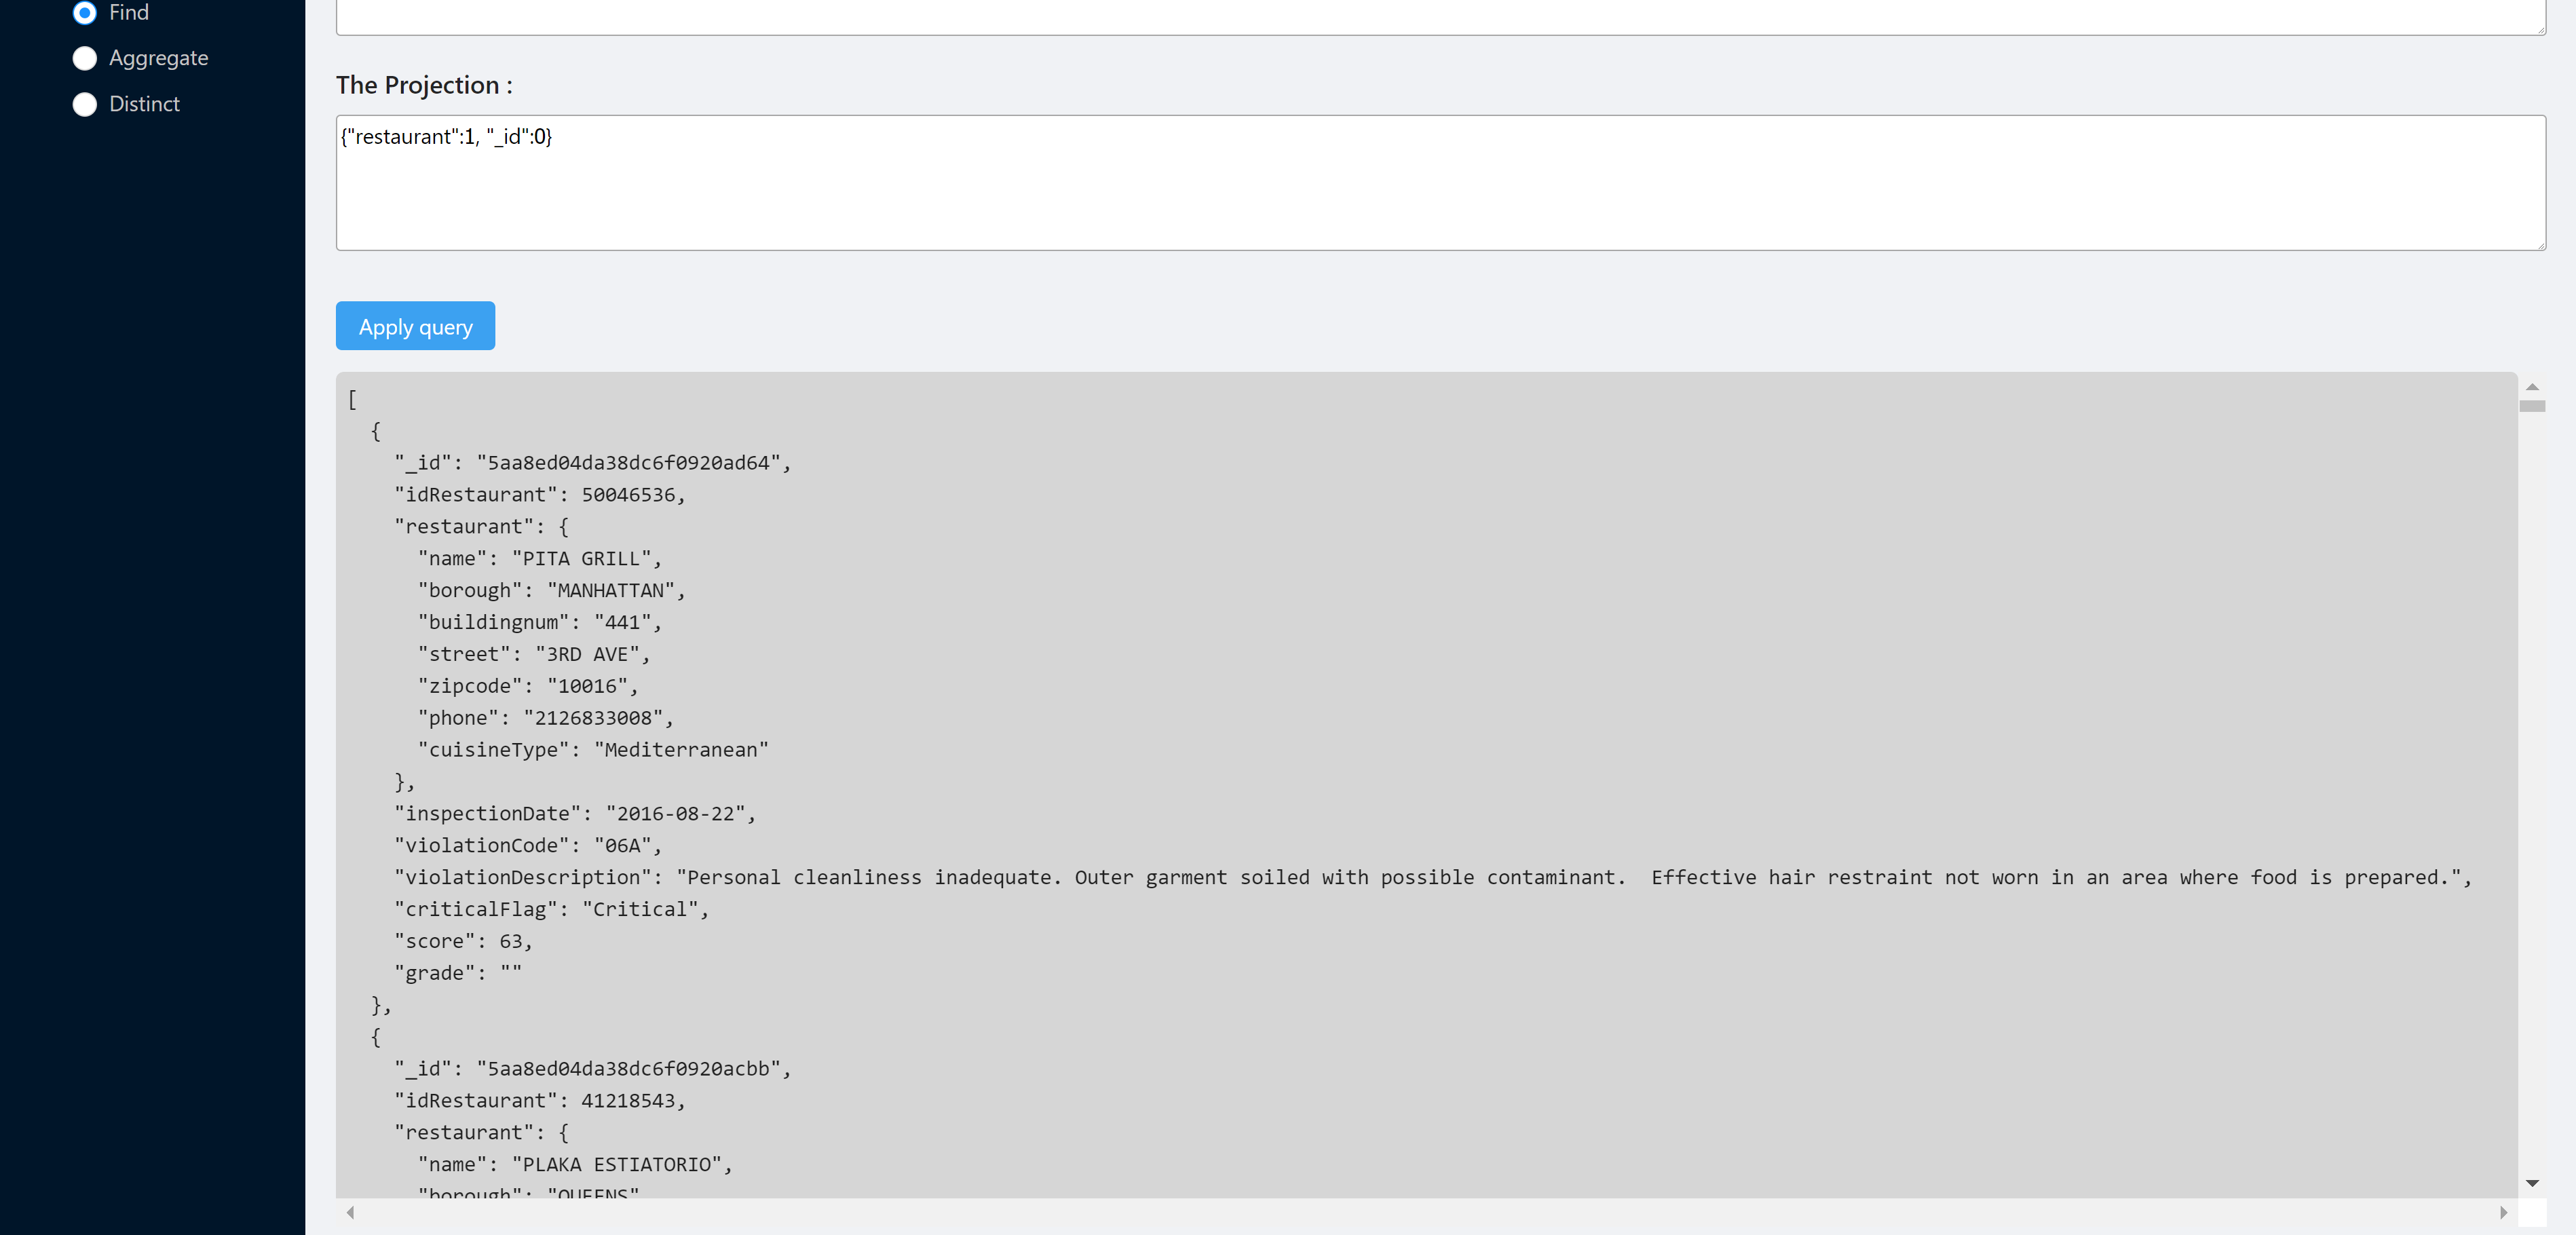 Find
Aggregate
Distinct
The Projection :
{"restaurant":1, "_id":0}
Apply query
[
{
"_id": "5aa8ed04da38dc6f0920ad64",
"idRestaurant": 50046536,
"restaurant": {
"name": "PITA GRILL",
"borough": "MANHATTAN",
"buildingnum": "441",
"street": "3RD AVE",
"zipcode": "10016",
"phone": "2126833008",
"cuisineType": "Mediterranean"
},
"inspectionDate": "2016-08-22",
"violationCode": "06A",
"violationDescription": "Personal cleanliness inadequate. Outer garment soiled with possible contaminant.  Effective hair restraint not worn in an area where food is prepared.",
"criticalFlag": "Critical",
"score": 63,
"grade": ""
},
{
"_id": "5aa8ed04da38dc6f0920acbb",
"idRestaurant": 41218543,
"restaurant": {
"name": "PLAKA ESTIATORIO",
"borough": "QUEENS"